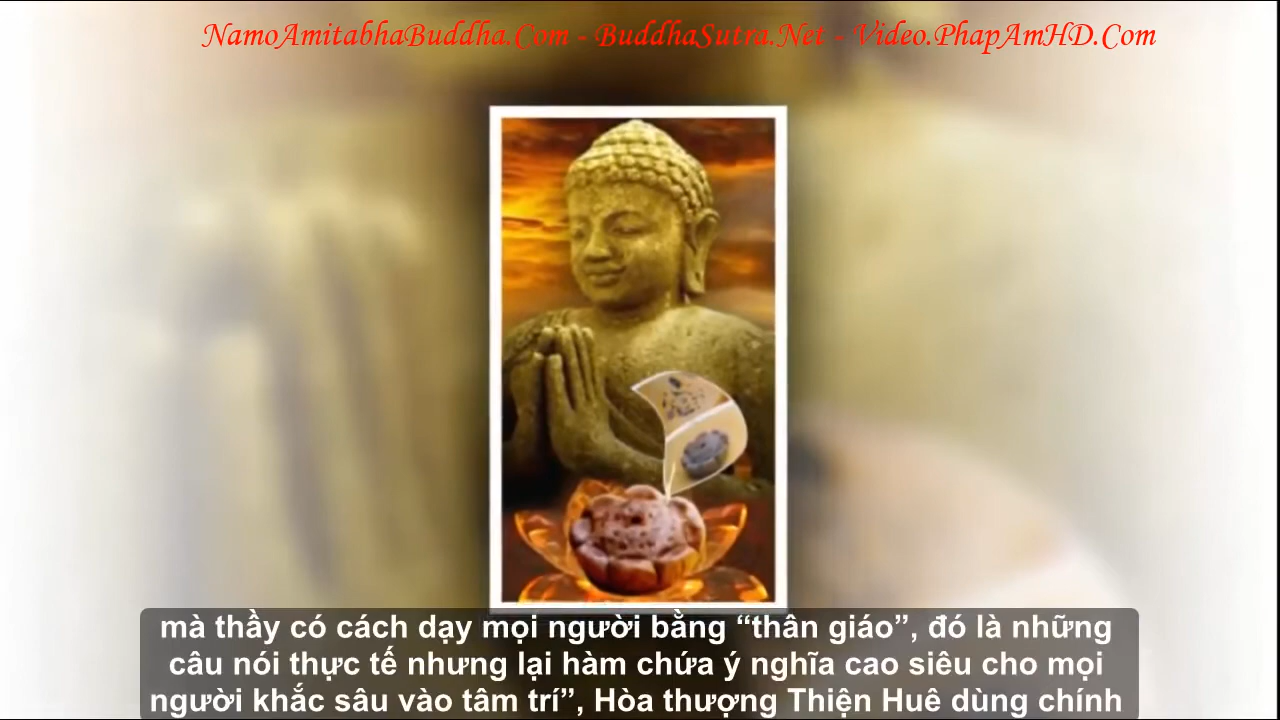 NamoAmitabhaBuddha.Com - BuddhaSutra.Net - Video.PhapAmHD.Com
mà thầy có cách dạy mọi người bằng “thân giáo”, đó là những
câu nói thực tế nhưng lại hàm chứa ý nghĩa cao siêu cho mọi
người khắc sâu vào tâm trí”, Hòa thượng Thiện Huê dùng chính